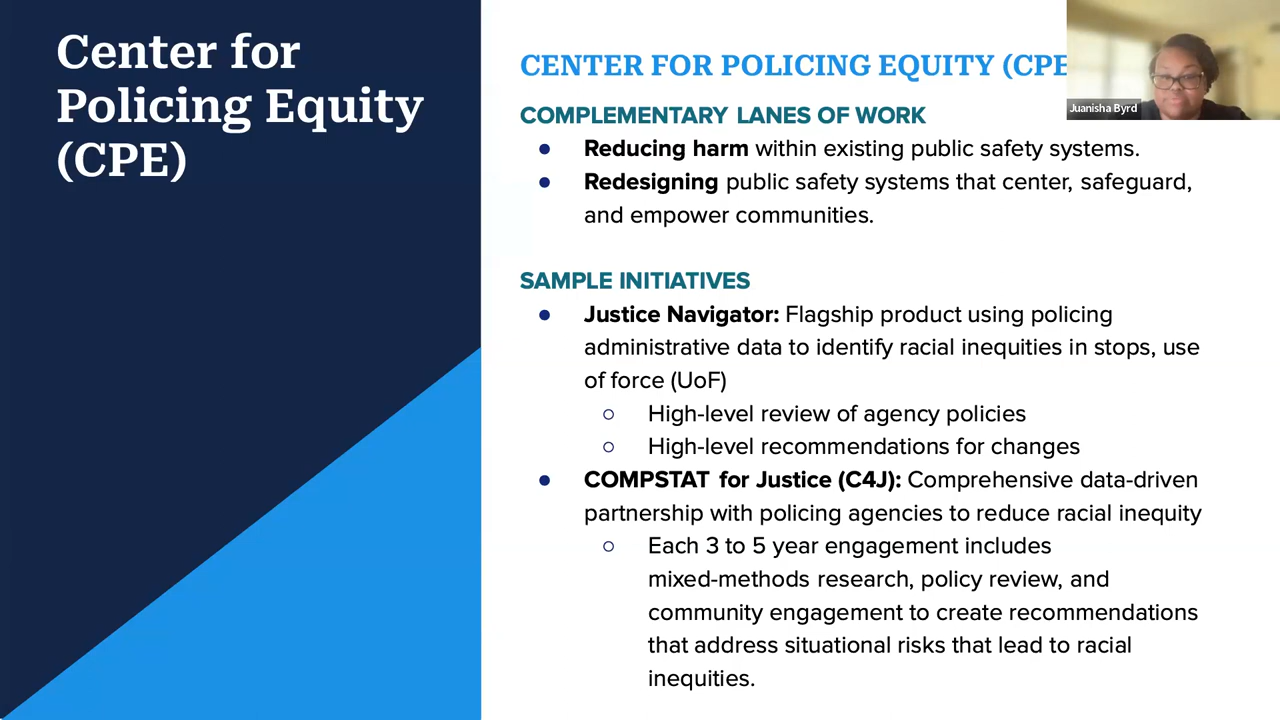 Center for
Policing Equity
(CPE)
CENTER FOR POLICING EQUITY (CPE
Juanisha Byrd
COMPLEMENTARY LANES OF WORK
● Reducing harm within existing public safety systems.
● Redesigning public safety systems that center, safeguard,
and empower communities.
SAMPLE INITIATIVES
● Justice Navigator: Flagship product using policing
administrative data to identify racial inequities in stops, use
of force (UoF)
○ High-level review of agency policies
○ High-level recommendations for changes
● COMPSTAT for Justice (C4J): Comprehensive data-driven
partnership with policing agencies to reduce racial inequity
○ Each 3 to 5 year engagement includes
mixed-methods research, policy review, and
community engagement to create recommendations
that address situational risks that lead to racial
inequities.